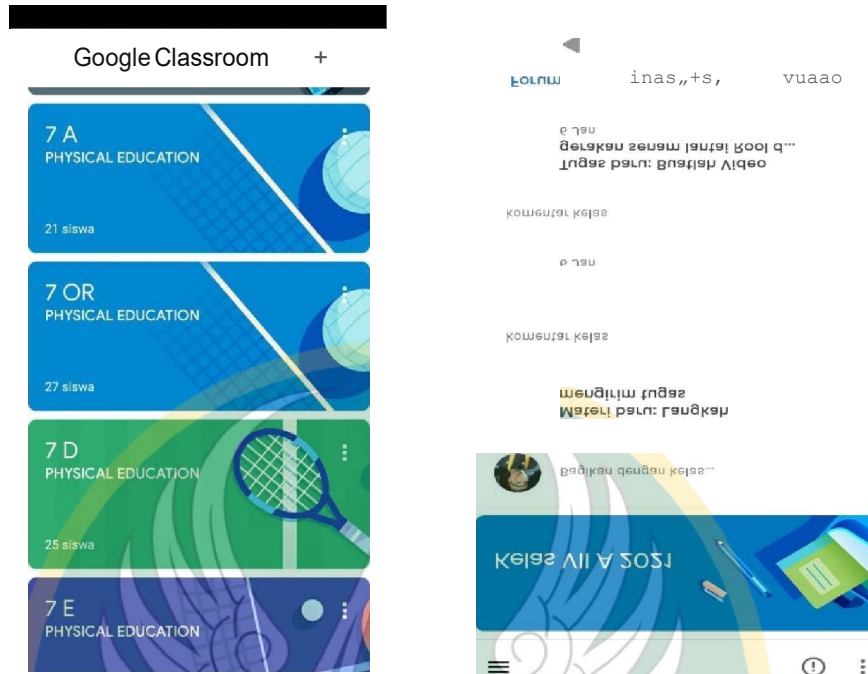 Google Classroom +
7 A
PHYSICAL EDUCATION
21 siswa
7 OR
PHYSICAL EDUCATION
27 siswa
7 D
PHYSICAL EDUCATION
25 siswa
7 E
PHYSICAL EDUCATION
Kelas VII A 2021
Bagikan dengan kelas...
Materi baru: Langkah
mengirim tugas
Komentar kelas
6 Jan
Komentar kelas
Tugas baru: Buatlah Video
gerakan senam lantai Rool d...
6 Jan
Forum inas„+s, vuaao